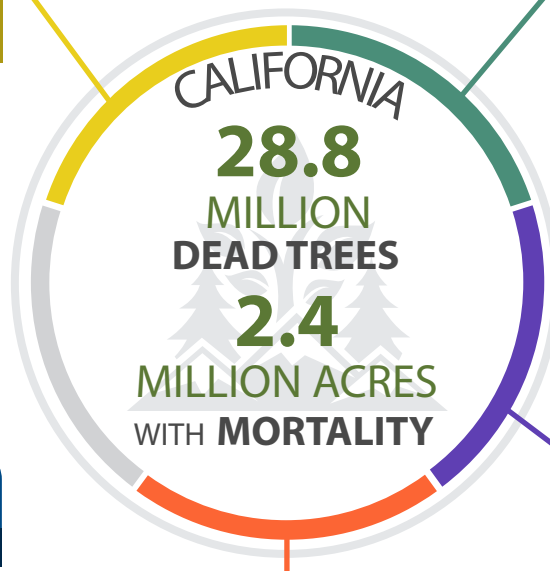 CALIFORNIA
28.8
MILLION
DEAD TREES
2.4
MILLION ACRES
WITH MORTALITY